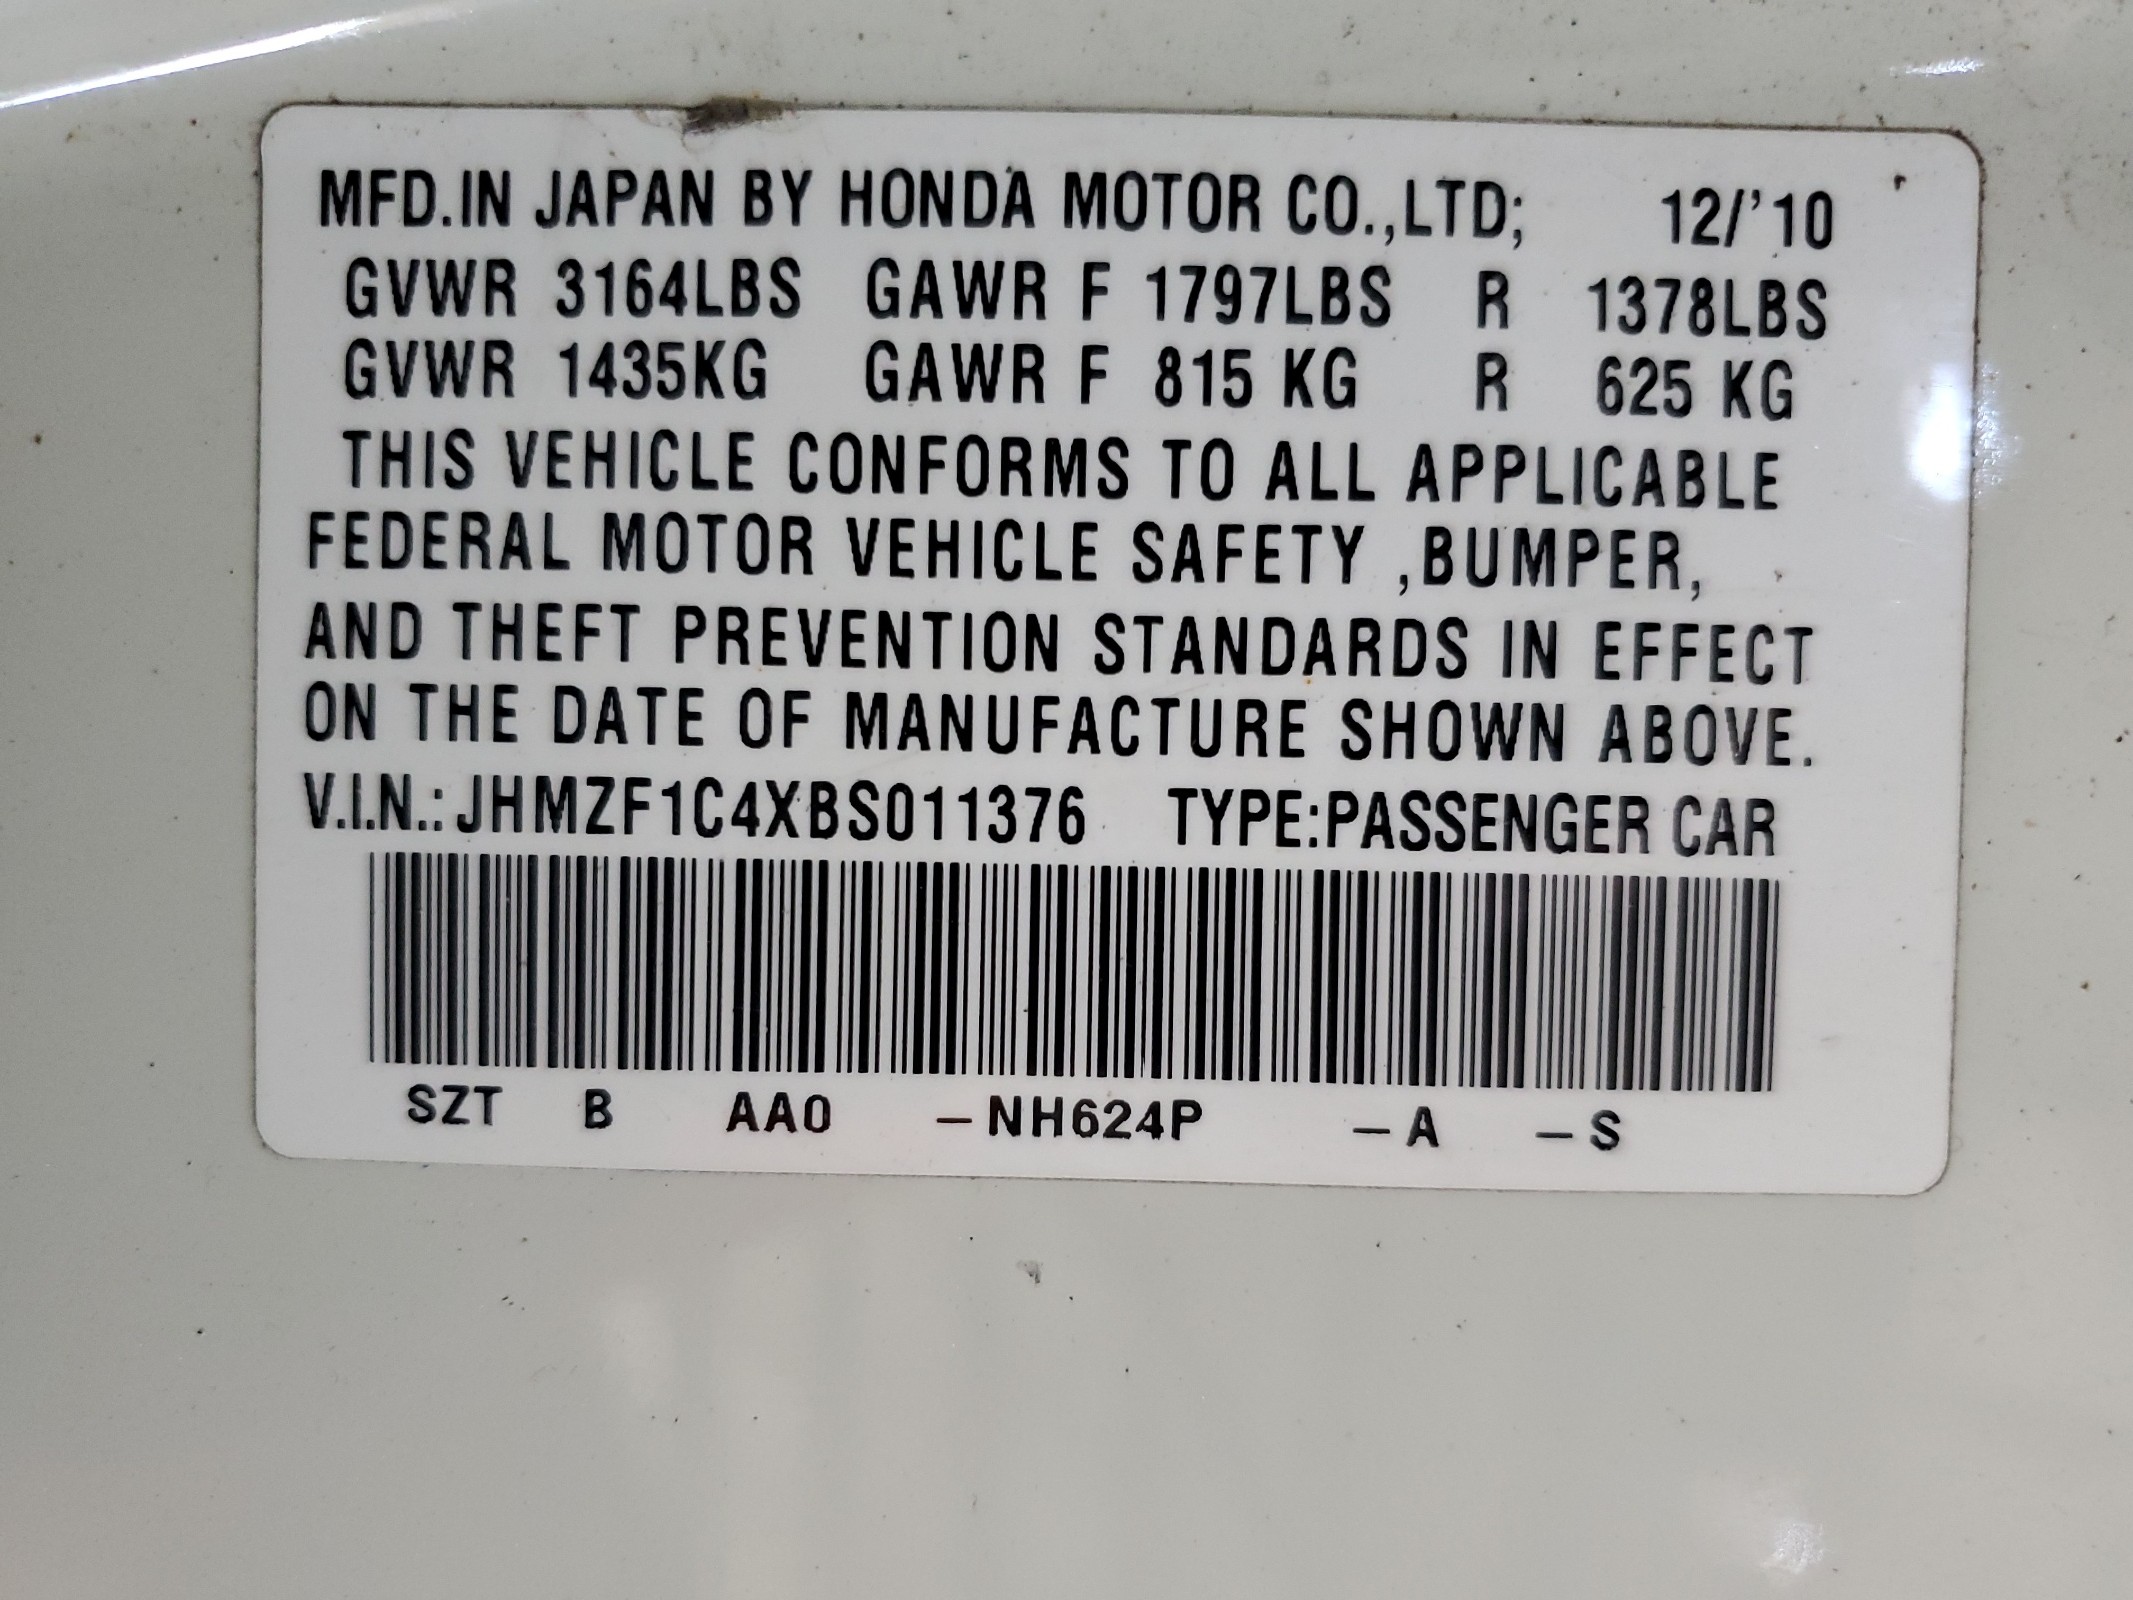 MFD.IN JAPAN BY HONDA MOTOR CO.,LTD; 12/'10
GVWR 3164LBS GAWR F 1797LBS R 1378LBS
GVWR 1435KG GAWR F 815 KG R 625 KG
THIS VEHICLE CONFORMS TO ALL APPLICABLE
FEDERAL MOTOR VEHICLE SAFETY ,BUMPER,
AND THEFT PREVENTION STANDARDS IN EFFECT
ON THE DATE OF MANUFACTURE SHOWN ABOVE.
V.I.N.: JHMZF1C4XBS011376 TYPE:PASSENGER CAR
SZT B AA0 –NH624P –A –S